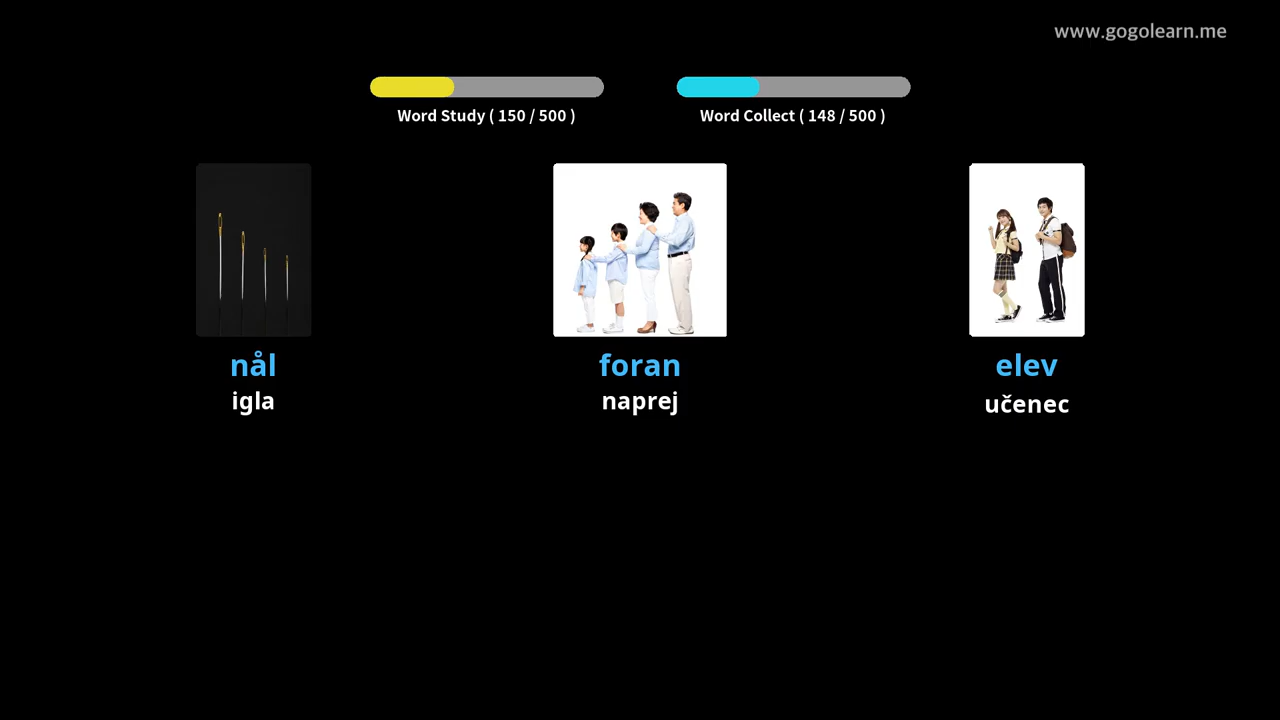 www.gogolearn.me
Word Study ( 150 / 500 )
Word Collect ( 148 / 500 )
nål
igla
foran
naprej
elev
učenec